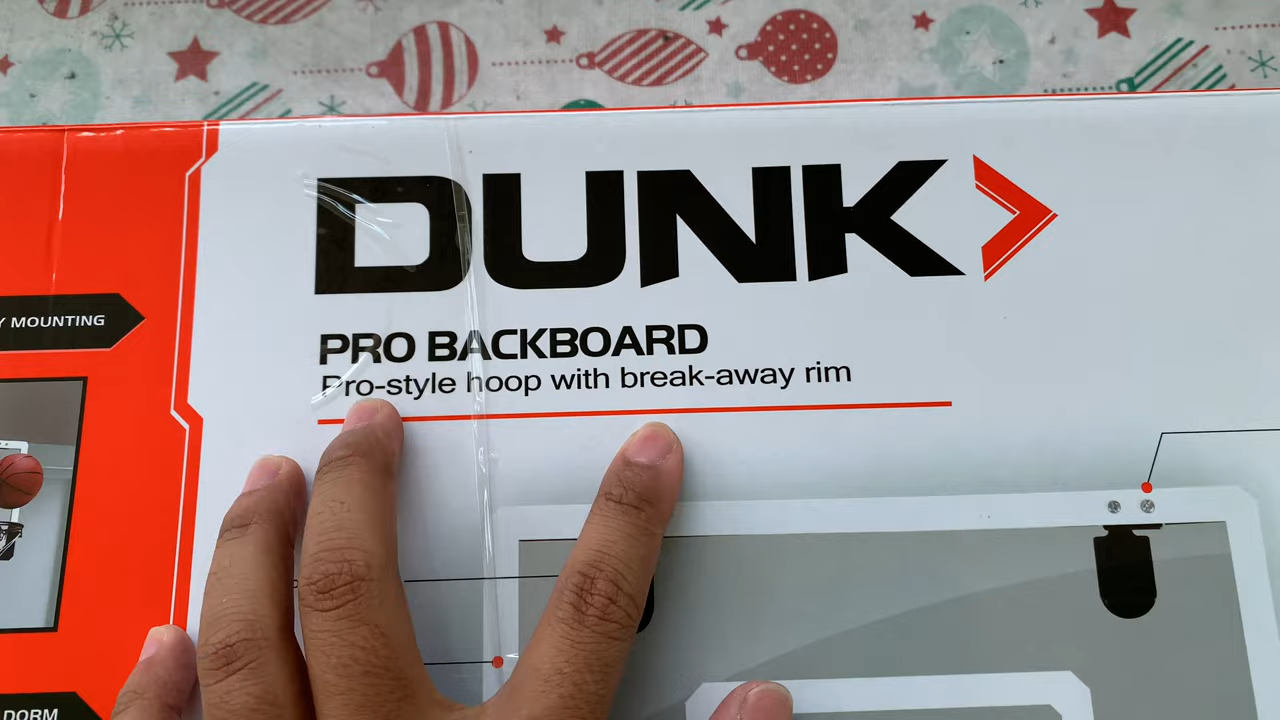 DUNK
PRO BACKBOARD
Pro-style hoop with break-away rim
MOUNTING
DORM